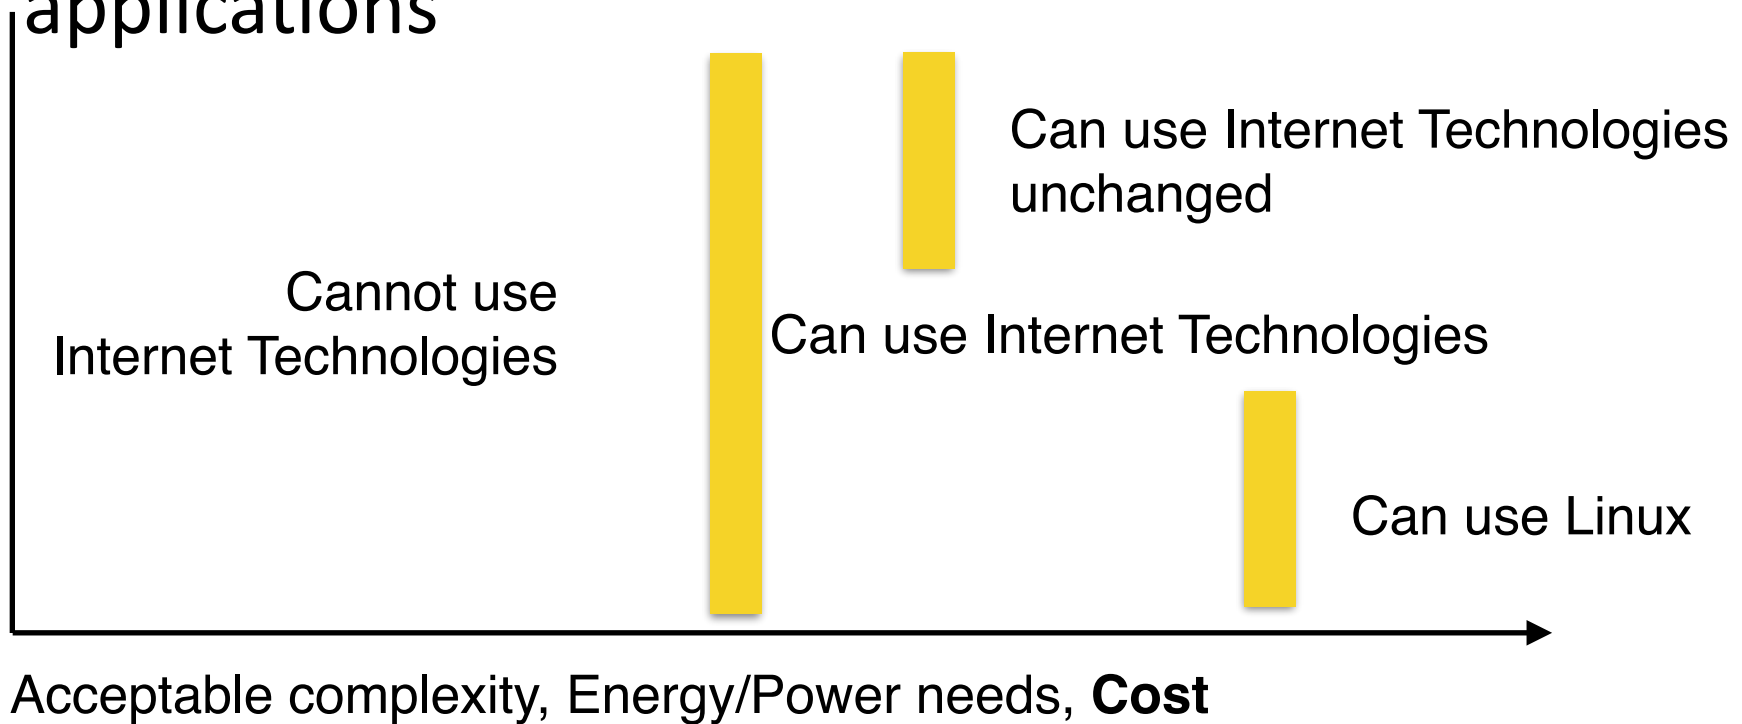 applications
Can use Internet Technologies
unchanged
Cannot use
Internet Technologies
Can use Internet Technologies
Can use Linux
Acceptable complexity, Energy/Power needs, Cost